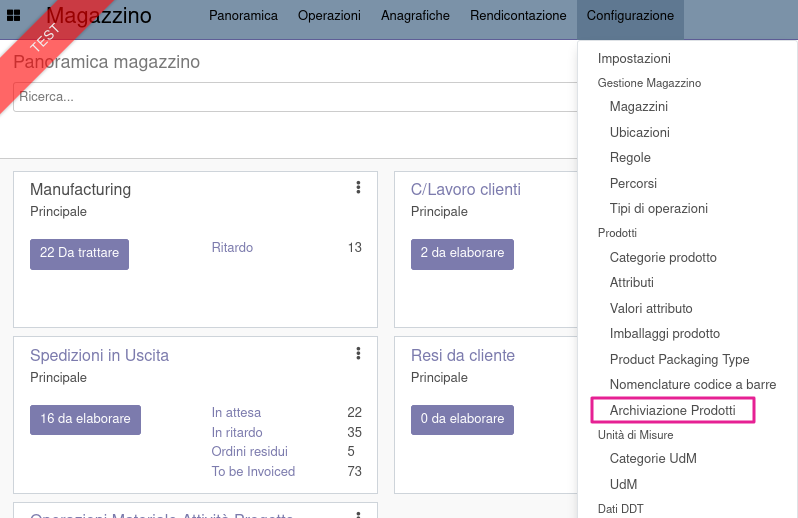 Magazzino
Panoramica
Operazioni
Anagrafiche
Rendicontazione
Configurazione
TEST
Panoramica magazzino
Ricerca...
Manufacturing
Principale
22 Da trattare
Ritardo 13
C/Lavoro clienti
Principale
2 da elaborare
Spedizioni in Uscita
Principale
16 da elaborare
In attesa 22
In ritardo 35
Ordini residui 5
To be Invoiced 73
Resi da cliente
Principale
0 da elaborare
Operazioni Materiale Attività Progetto
Impostazioni
Gestione Magazzino
Magazzini
Ubicazioni
Regole
Percorsi
Tipi di operazioni
Prodotti
Categorie prodotto
Attributi
Valori attributo
Imballaggi prodotto
Product Packaging Type
Nomenclature codice a barre
Archiviazione Prodotti
Unità di Misure
Categorie UdM
UdM
Dati DDT